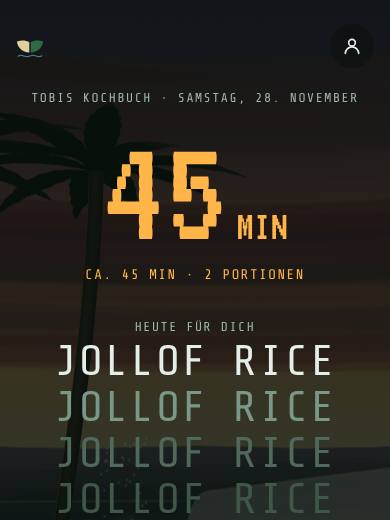 TOBIS KOCHBUCH · SAMSTAG, 28. NOVEMBER
45 MIN
CA. 45 MIN · 2 PORTIONEN
HEUTE FÜR DICH
JOLLOF RICE
JOLLOF RICE
JOLLOF RICE
JOLLOF RICE